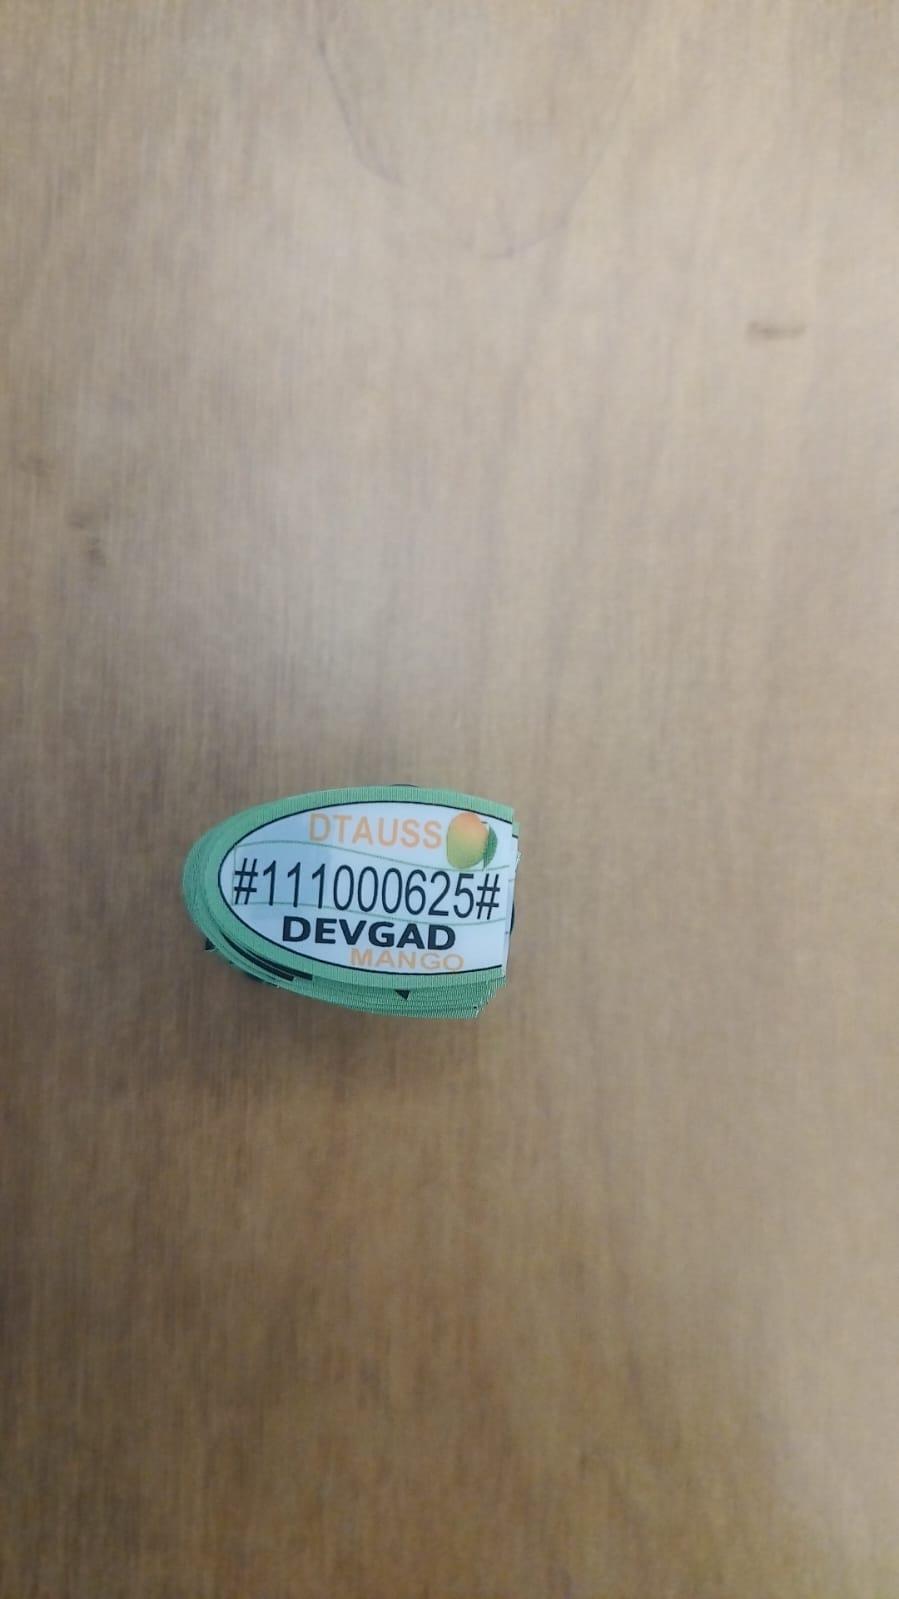 DTAUSS
#111000625#
DEVGAD
MANGO